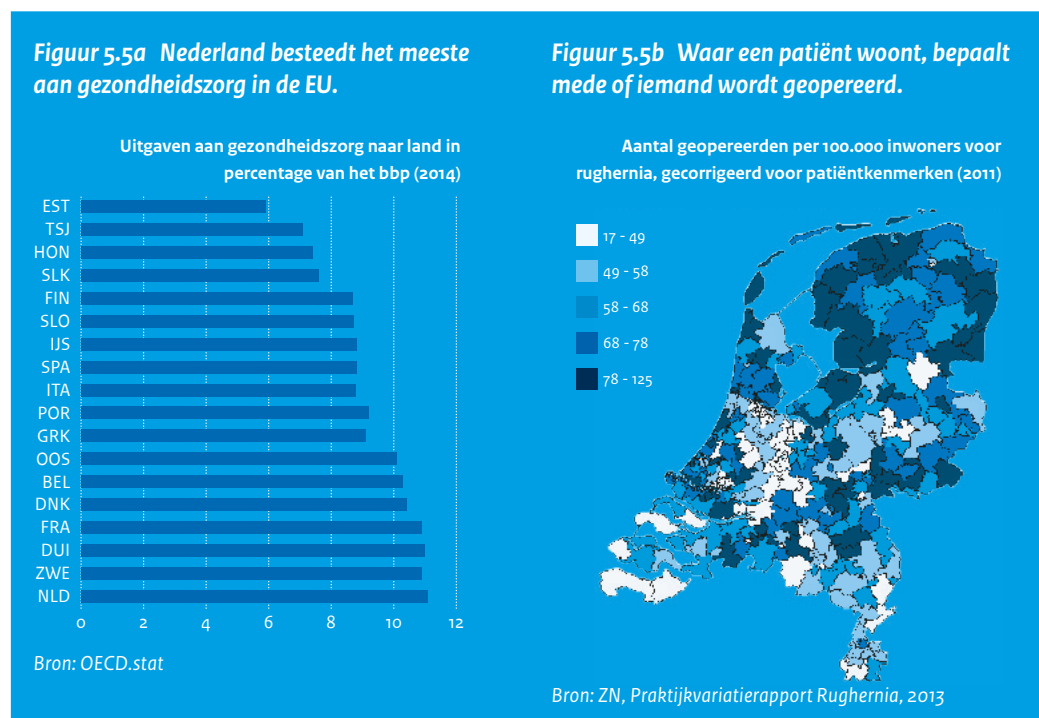 Figuur 5.5a Nederland besteedt het meeste
aan gezondheidszorg in de EU.
Uitgaven aan gezondheidszorg naar land in
percentage van het bbp (2014)
EST
TSJ
HON
SLK
FIN
SLO
IJS
SPA
ITA
POR
GRK
OOS
BEL
DNK
FRA
DUI
ZWE
NLD
0 2 4 6 8 10 12
Bron: OECD.stat
Figuur 5.5b Waar een patiënt woont, bepaalt
mede of iemand wordt geopereerd.
Aantal geopereerden per 100.000 inwoners voor
rughernia, gecorrigeerd voor patiëntkenmerken (2011)
17 - 49
49 - 58
58 - 68
68 - 78
78 - 125
Bron: ZN, Praktijkvariatierapport Rughernia, 2013